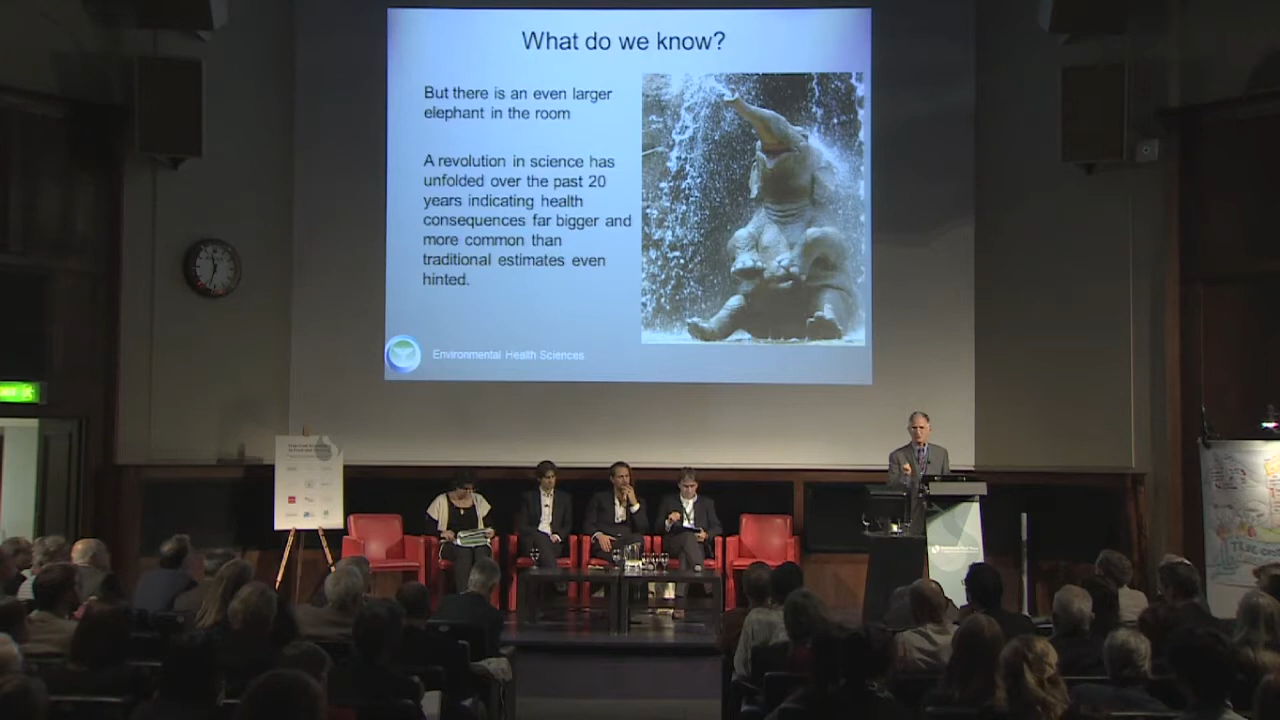 What do we know?
But there is an even larger
elephant in the room
A revolution in science has
unfolded over the past 20
years indicating health
consequences far bigger and
more common than
traditional estimates even
hinted.
Environmental Health Sciences